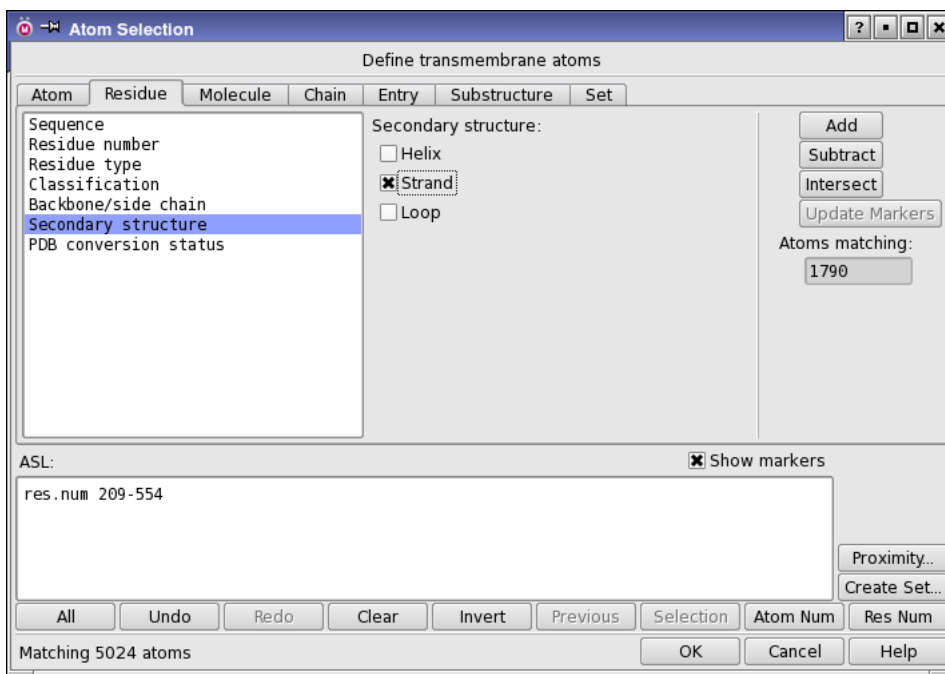 Atom Selection
?
Define transmembrane atoms
Atom Residue Molecule Chain Entry Substructure Set
Sequence
Residue number
Residue type
Classification
Backbone/side chain
Secondary structure
PDB conversion status
Secondary structure:
Helix
Strand
Loop
Add
Subtract
Intersect
Update Markers
Atoms matching:
1790
ASL:
Show markers
res.num 209-554
Proximity...
Create Set...
All Undo Redo Clear Invert Previous Selection Atom Num Res Num
Matching 5024 atoms
OK Cancel Help